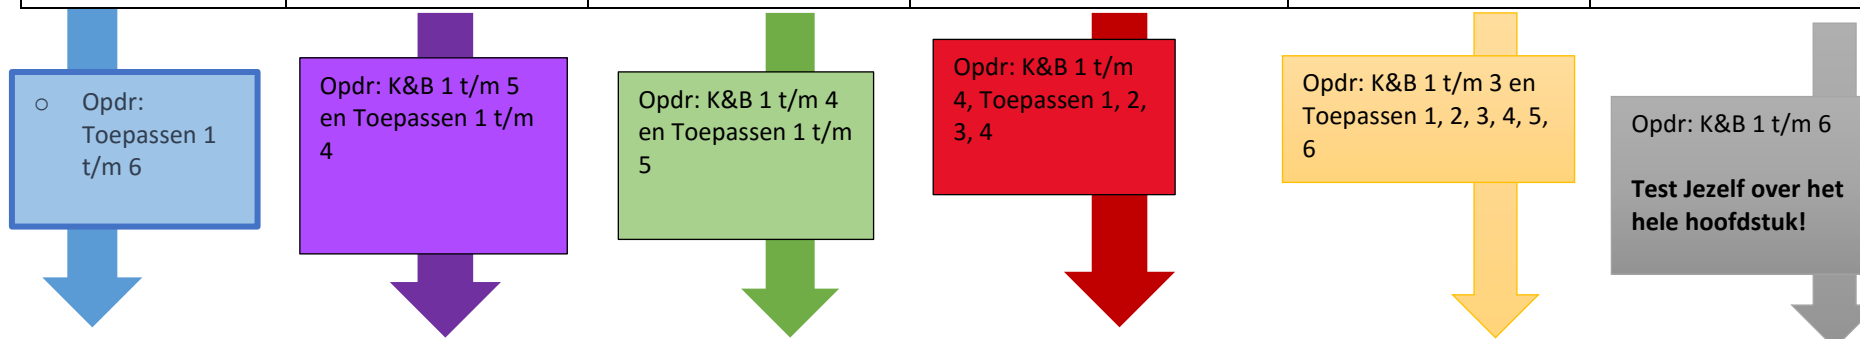 o Opdr:
Toepassen 1
t/m 6
Opdr: K&B 1 t/m 5
en Toepassen 1 t/m
4
Opdr: K&B 1 t/m 4
en Toepassen 1 t/m
5
Opdr: K&B 1 t/m
4, Toepassen 1, 2,
3, 4
Opdr: K&B 1 t/m 3 en
Toepassen 1, 2, 3, 4, 5,
6
Opdr: K&B 1 t/m 6
Test Jezelf over het
hele hoofdstuk!